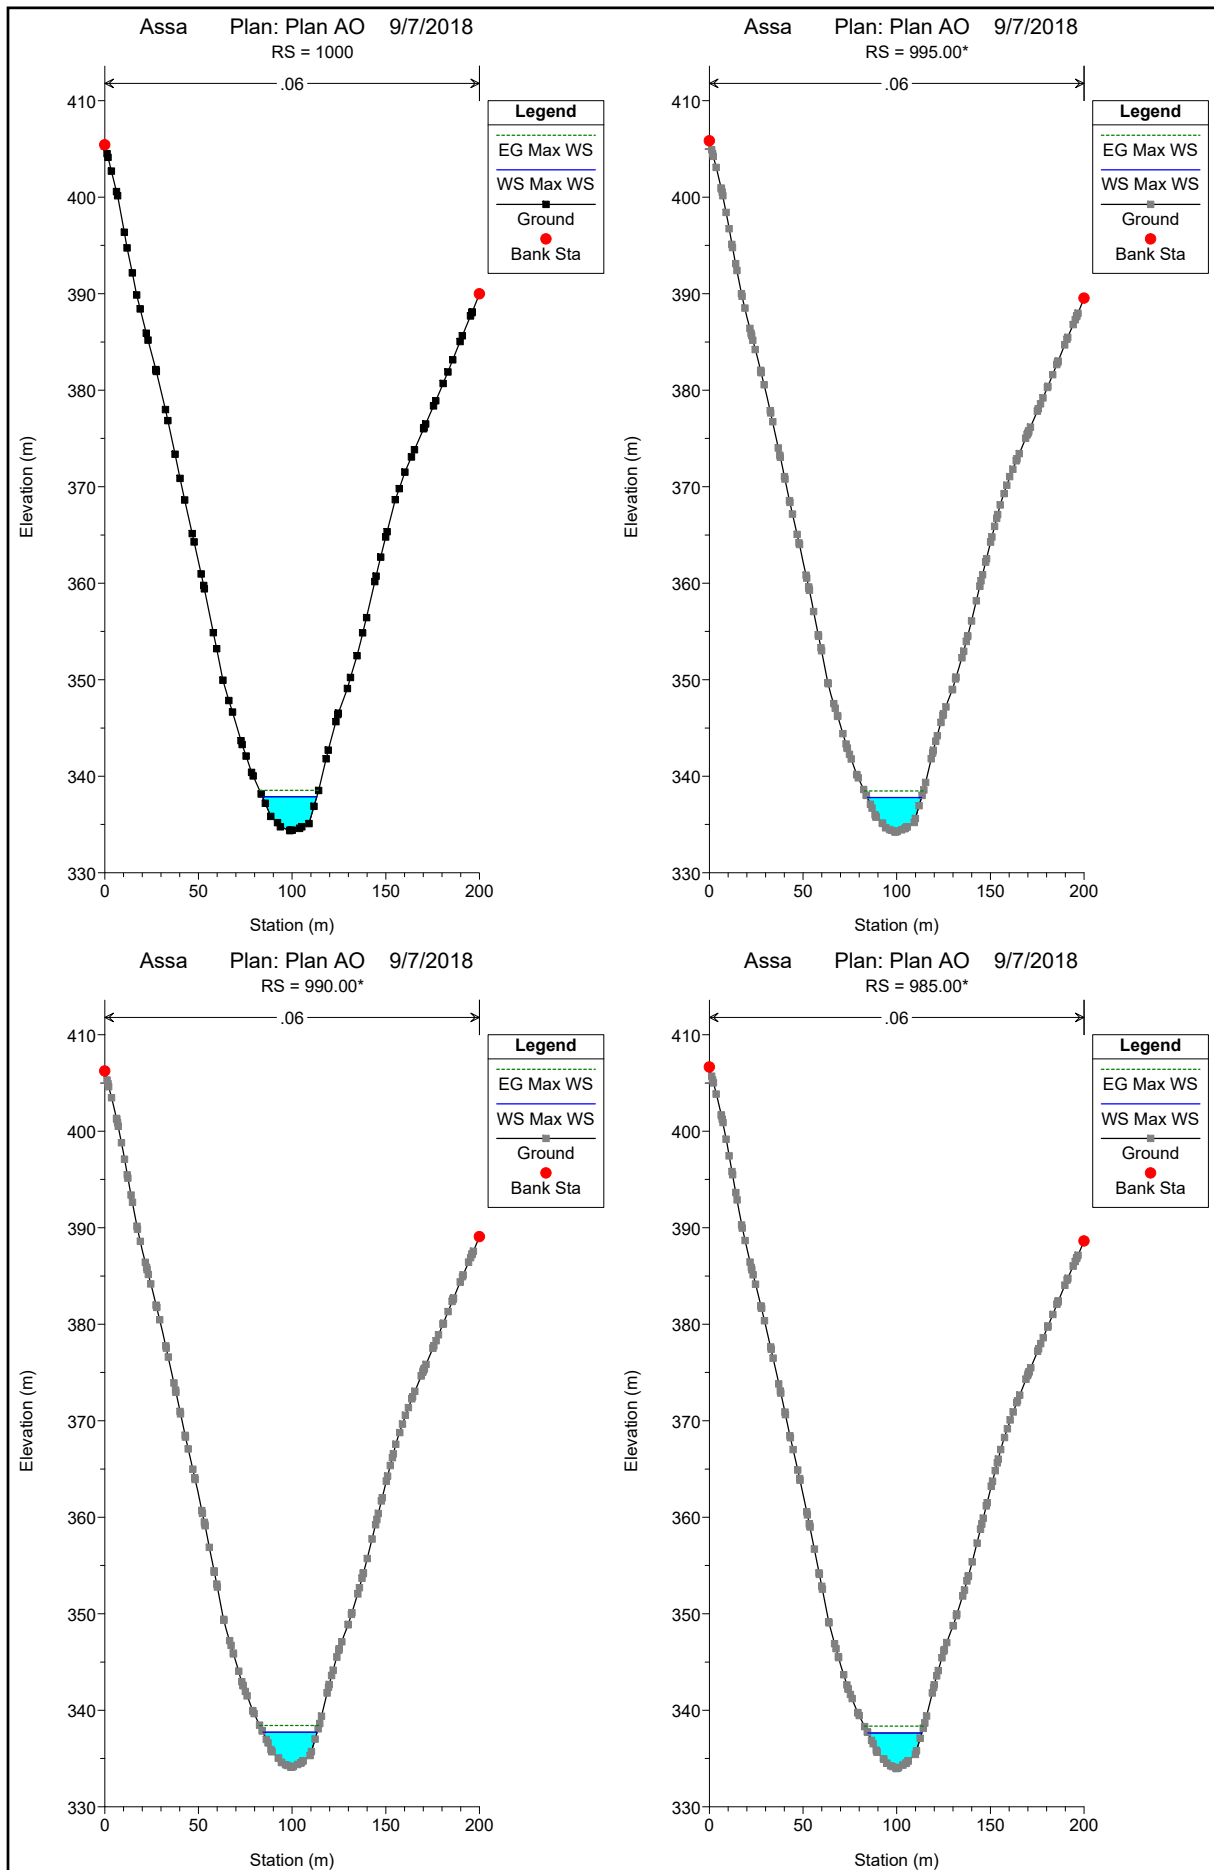 Assa Plan: Plan AO 9/7/2018
RS = 1000
.06
410
400
390
380
370
360
350
340
330
Elevation (m)
0 50 100 150 200
Station (m)
Legend
EG Max WS
WS Max WS
Ground
Bank Sta
Assa Plan: Plan AO 9/7/2018
RS = 995.00*
.06
410
400
390
380
370
360
350
340
330
Elevation (m)
0 50 100 150 200
Station (m)
Legend
EG Max WS
WS Max WS
Ground
Bank Sta
Assa Plan: Plan AO 9/7/2018
RS = 990.00*
.06
410
400
390
380
370
360
350
340
330
Elevation (m)
0 50 100 150 200
Station (m)
Legend
EG Max WS
WS Max WS
Ground
Bank Sta
Assa Plan: Plan AO 9/7/2018
RS = 985.00*
.06
410
400
390
380
370
360
350
340
330
Elevation (m)
0 50 100 150 200
Station (m)
Legend
EG Max WS
WS Max WS
Ground
Bank Sta